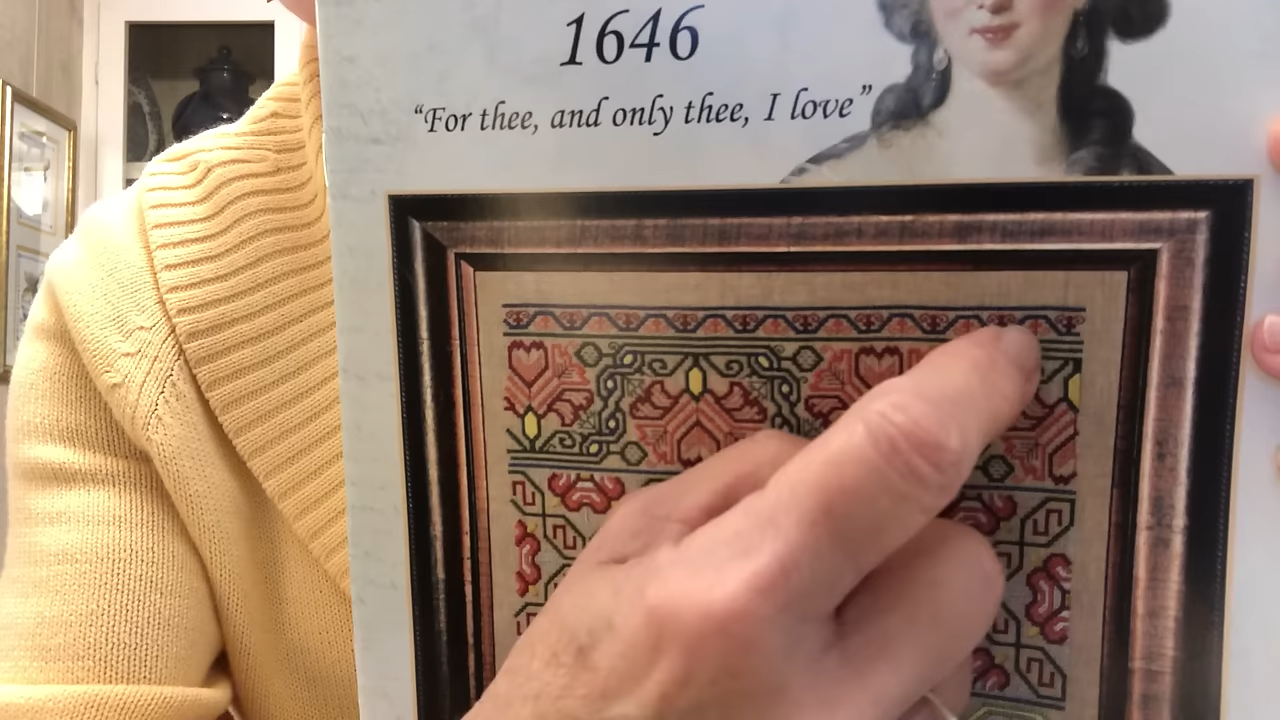 1646
“For thee, and only thee, I love”